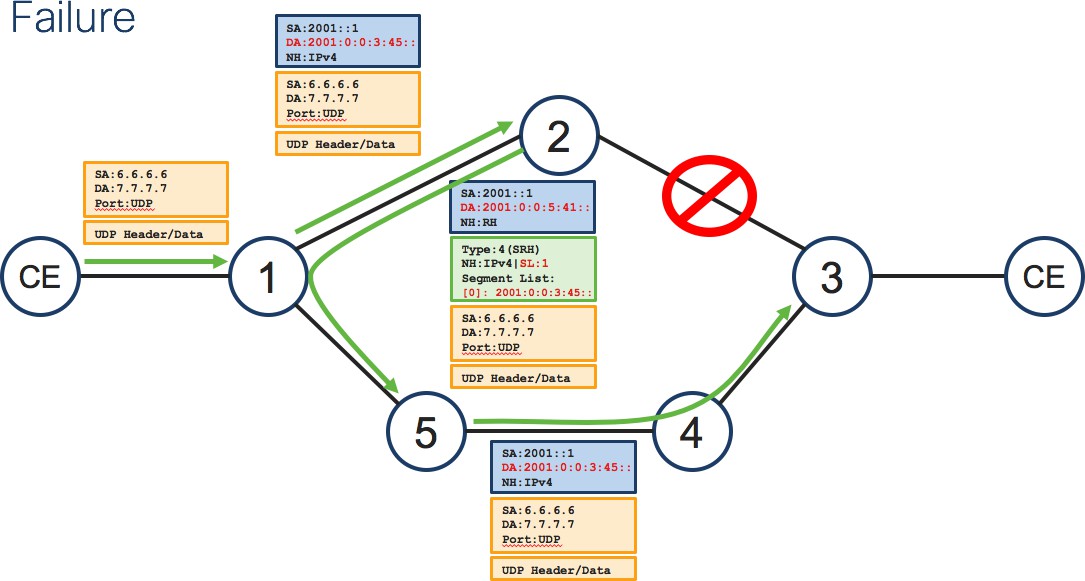 Failure
SA:2001::1
DA:2001:0:0:3:45::
NH:IPv4
SA:6.6.6.6
DA:7.7.7.7
Port:UDP
UDP Header/Data
SA:6.6.6.6
DA:7.7.7.7
Port:UDP
UDP Header/Data
CE
1
2
SA:2001::1
DA:2001:0:0:5:41::
NH:RH
Type:4(SRH)
NH:IPv4|SL:1
Segment List:
[0]: 2001:0:0:3:45::
SA:6.6.6.6
DA:7.7.7.7
Port:UDP
UDP Header/Data
3
CE
5
4
SA:2001::1
DA:2001:0:0:3:45::
NH:IPv4
SA:6.6.6.6
DA:7.7.7.7
Port:UDP
UDP Header/Data